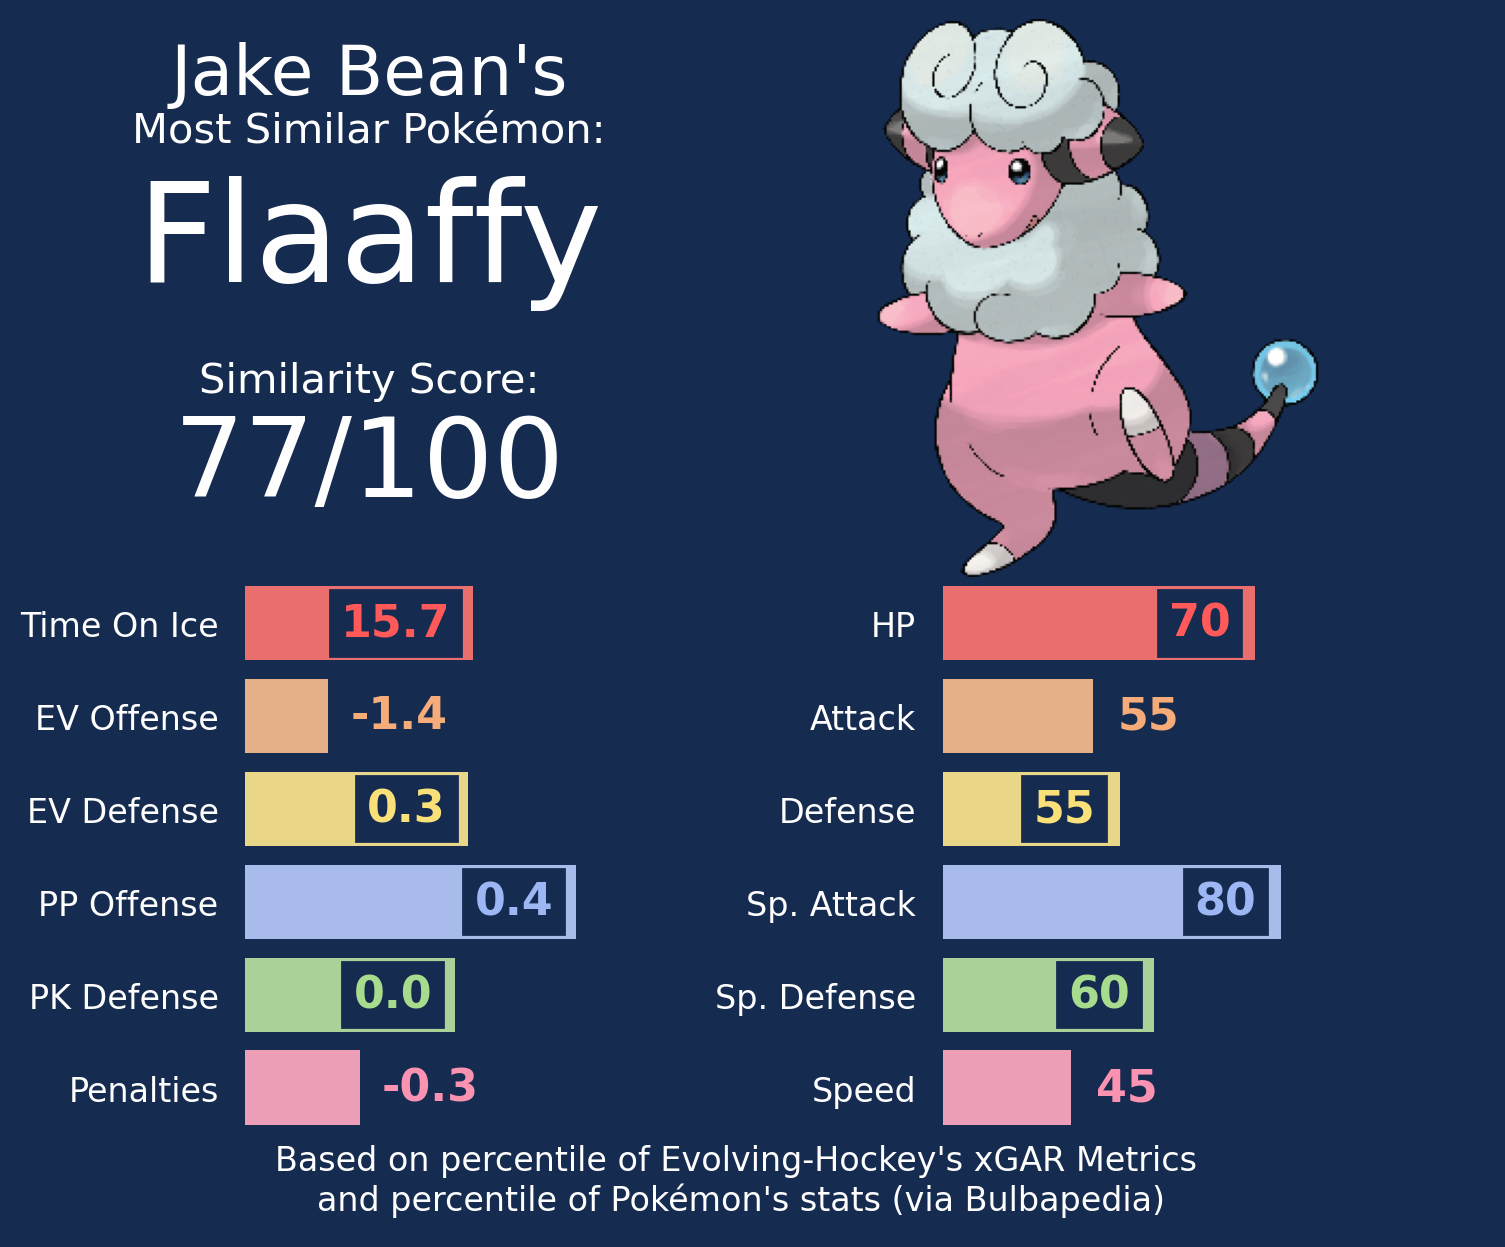 Jake Bean's
Most Similar Pokémon:
Flaaffy
Similarity Score:
77/100
Time On Ice 15.7
EV Offense -1.4
EV Defense 0.3
PP Offense 0.4
PK Defense 0.0
Penalties -0.3
HP 70
Attack 55
Defense 55
Sp. Attack 80
Sp. Defense 60
Speed 45
Based on percentile of Evolving-Hockey's xGAR Metrics
and percentile of Pokémon's stats (via Bulbapedia)